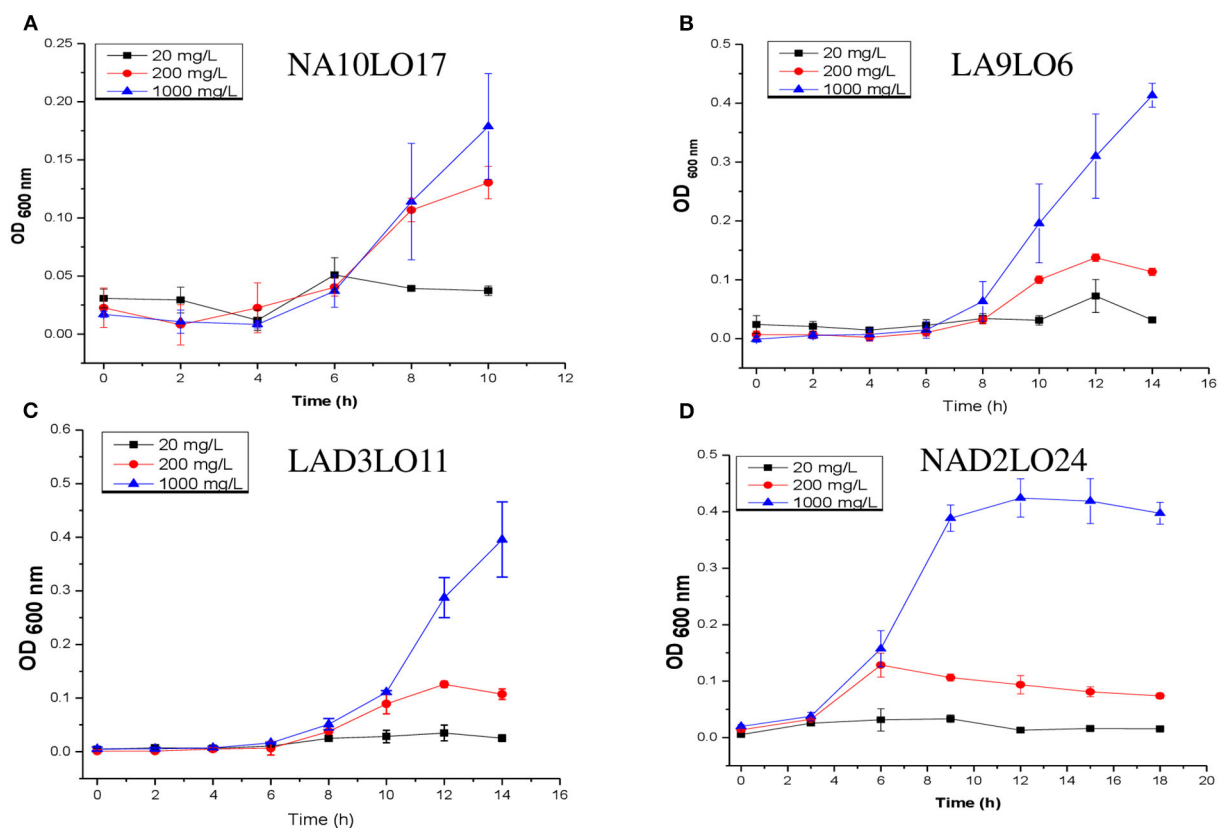 A
NA10LO17
20 mg/L
200 mg/L
1000 mg/L
OD 600 nm
0.25
0.20
0.15
0.10
0.05
0.00
0 2 4 6 8 10 12
Time (h)
B
LA9LO6
20 mg/L
200 mg/L
1000 mg/L
OD 600 nm
0.5
0.4
0.3
0.2
0.1
0.0
0 2 4 6 8 10 12 14 16
Time (h)
C
LAD3LO11
20 mg/L
200 mg/L
1000 mg/L
OD 600 nm
0.6
0.5
0.4
0.3
0.2
0.1
0.0
0 2 4 6 8 10 12 14 16
Time (h)
D
NAD2LO24
20 mg/L
200 mg/L
1000 mg/L
OD 600 nm
0.5
0.4
0.3
0.2
0.1
0.0
0 2 4 6 8 10 12 14 16 18 20
Time (h)